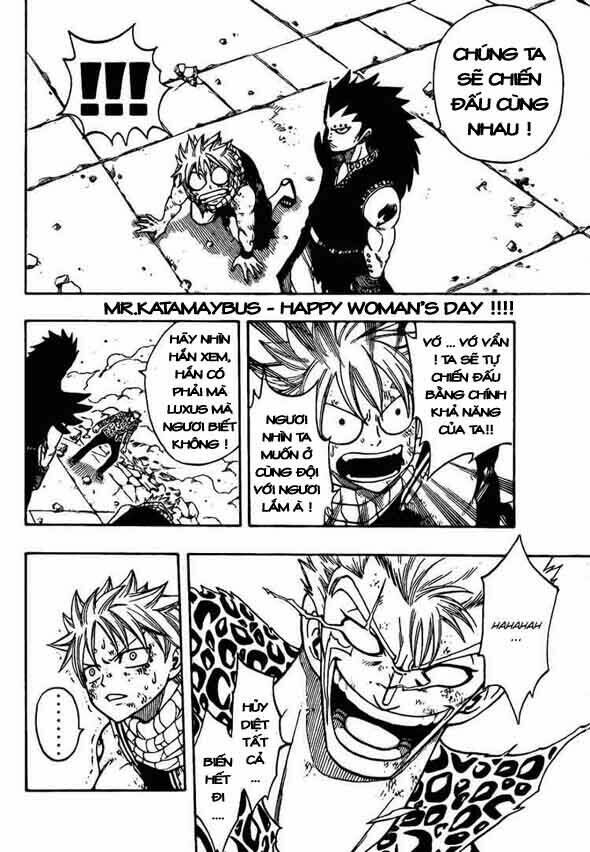 CHÚNG TA
SẼ CHIẾN
ĐẤU CÙNG
NHAU !
!!!
MR.KATAMAYBUS - HAPPY WOMAN'S DAY !!!!
VỚ ... VỚ VẨN
! TA SẼ TỰ
CHIẾN ĐẤU
BẰNG CHÍNH
KHẢ NĂNG
CỦA TA!!
NGƯƠI
NHÌN TA
MUỐN Ở
CÙNG ĐỘI
VỚI NGƯƠI
LẮM À !
HÃY NHÌN
HẮN XEM,
HẮN CÓ
PHẢI MÀ
LUXUS MÀ
NGƯƠI BIẾT
KHÔNG !
HAHAHAH
...
HỦY
DIỆT
TẤT
CẢ
...
BIẾN
HẾT
ĐI
....
......